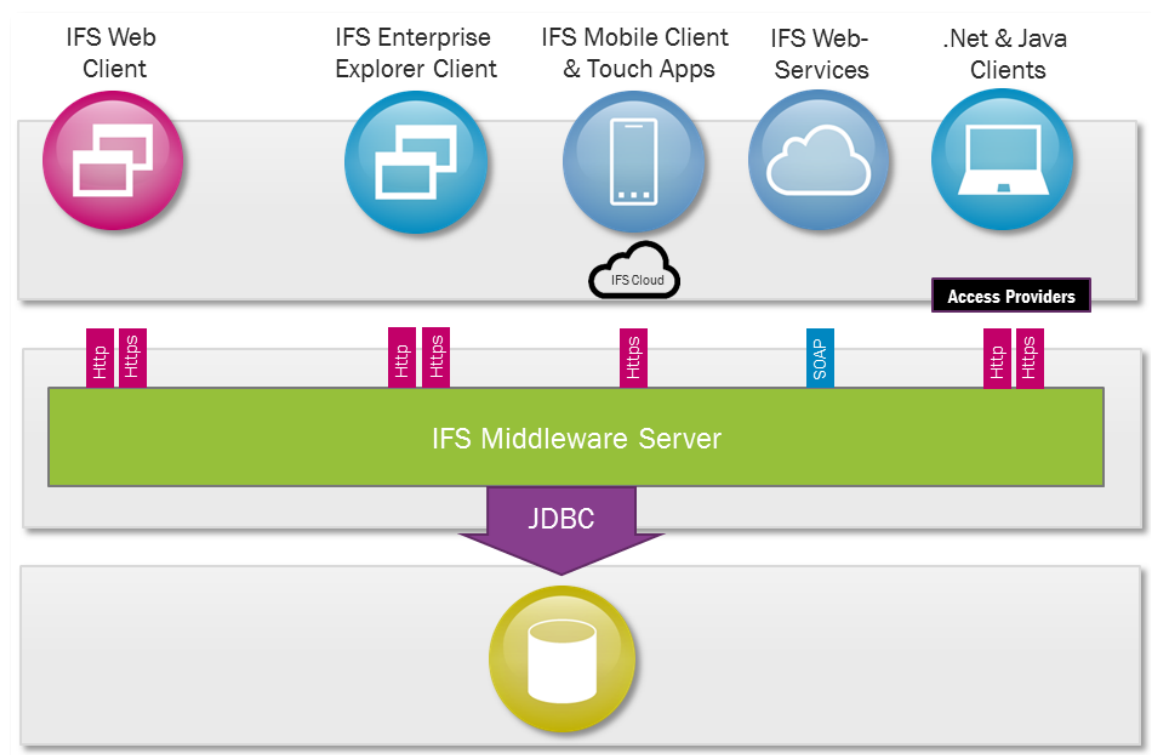 IFS Web
Client
IFS Enterprise
Explorer Client
IFS Mobile Client
& Touch Apps
IFS Web-
Services
.Net & Java
Clients
IFS Cloud
Access Providers
Http
Https
Http
Https
Https
SOAP
Http
Https
IFS Middleware Server
JDBC